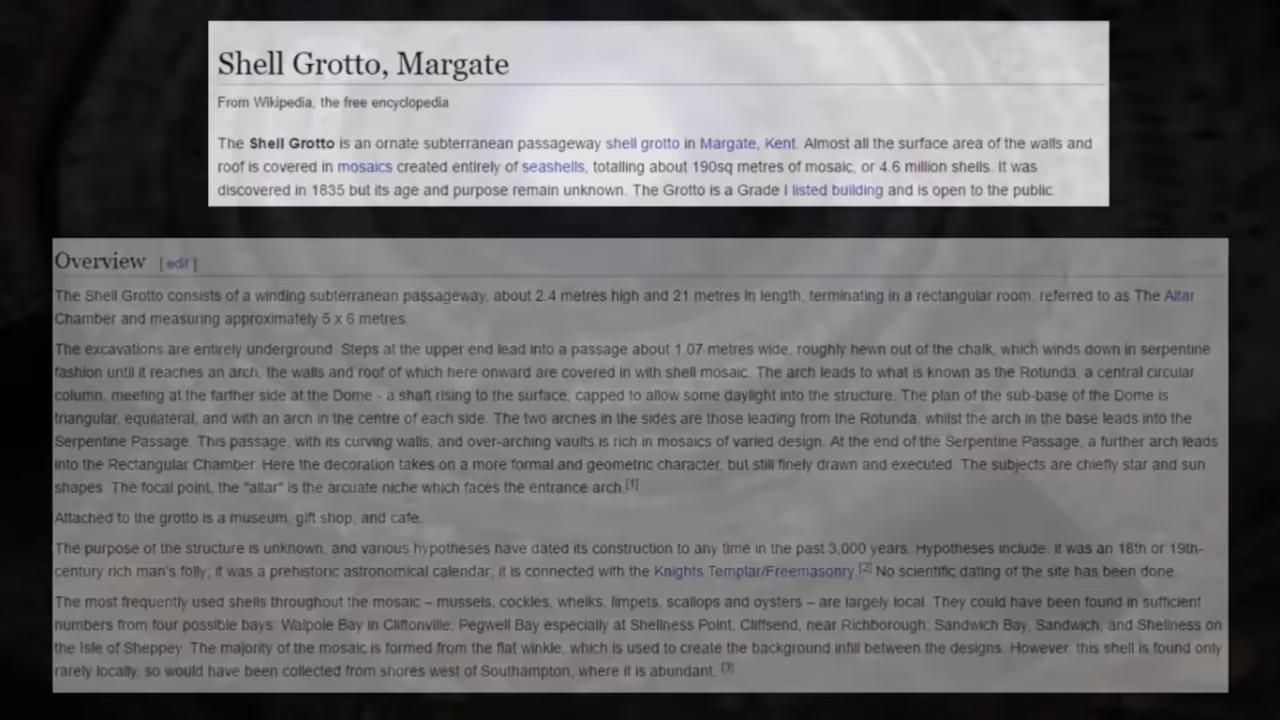 Shell Grotto, Margate
From Wikipedia, the free encyclopedia
The Shell Grotto is an ornate subterranean passageway shell grotto in Margate, Kent. Almost all the surface area of the walls and
roof is covered in mosaics created entirely of seashells, totalling about 190sq metres of mosaic, or 4.6 million shells. It was
discovered in 1835 but its age and purpose remain unknown. The Grotto is a Grade I listed building and is open to the public.
Overview [ edit ]
The Shell Grotto consists of a winding subterranean passageway, about 2.4 metres high and 21 metres in length, terminating in a rectangular room, referred to as The Altar
Chamber and measuring approximately 5 x 6 metres.
The excavations are entirely underground. Steps at the upper end lead into a passage about 1.07 metres wide, roughly hewn out of the chalk, which winds down in serpentine
fashion until it reaches an arch, the walls and roof of which here onward are covered in with shell mosaic. The arch leads to what is known as the Rotunda, a central circular
column, meeting at the farther side at the Dome - a shaft rising to the surface, capped to allow some daylight into the structure. The plan of the sub-base of the Dome is
triangular, equilateral, and with an arch in the centre of each side. The two arches in the sides are those leading from the Rotunda, whilst the arch in the base leads into the
Serpentine Passage. This passage, with its curving walls, and over-arching vaults is rich in mosaics of varied design. At the end of the Serpentine Passage, a further arch leads
into the Rectangular Chamber. Here the decoration takes on a more formal and geometric character, but still finely drawn and executed. The subjects are chiefly star and sun
shapes. The focal point, the "altar" is the arcuate niche which faces the entrance arch.[1]
Attached to the grotto is a museum, gift shop, and cafe.
The purpose of the structure is unknown, and various hypotheses have dated its construction to any time in the past 3,000 years. Hypotheses include: it was an 18th or 19th-
century rich man's folly; it was a prehistoric astronomical calendar; it is connected with the Knights Templar/Freemasonry.[2] No scientific dating of the site has been done.
The most frequently used shells throughout the mosaic – mussels, cockles, whelks, limpets, scallops and oysters – are largely local. They could have been found in sufficient
numbers from four possible bays: Walpole Bay in Cliftonville; Pegwell Bay especially at Shellness Point, Cliffsend, near Richborough; Sandwich Bay, Sandwich; and Shellness on
the Isle of Sheppey. The majority of the mosaic is formed from the flat winkle, which is used to create the background infill between the designs. However, this shell is found only
rarely locally, so would have been collected from shores west of Southampton, where it is abundant. [3]